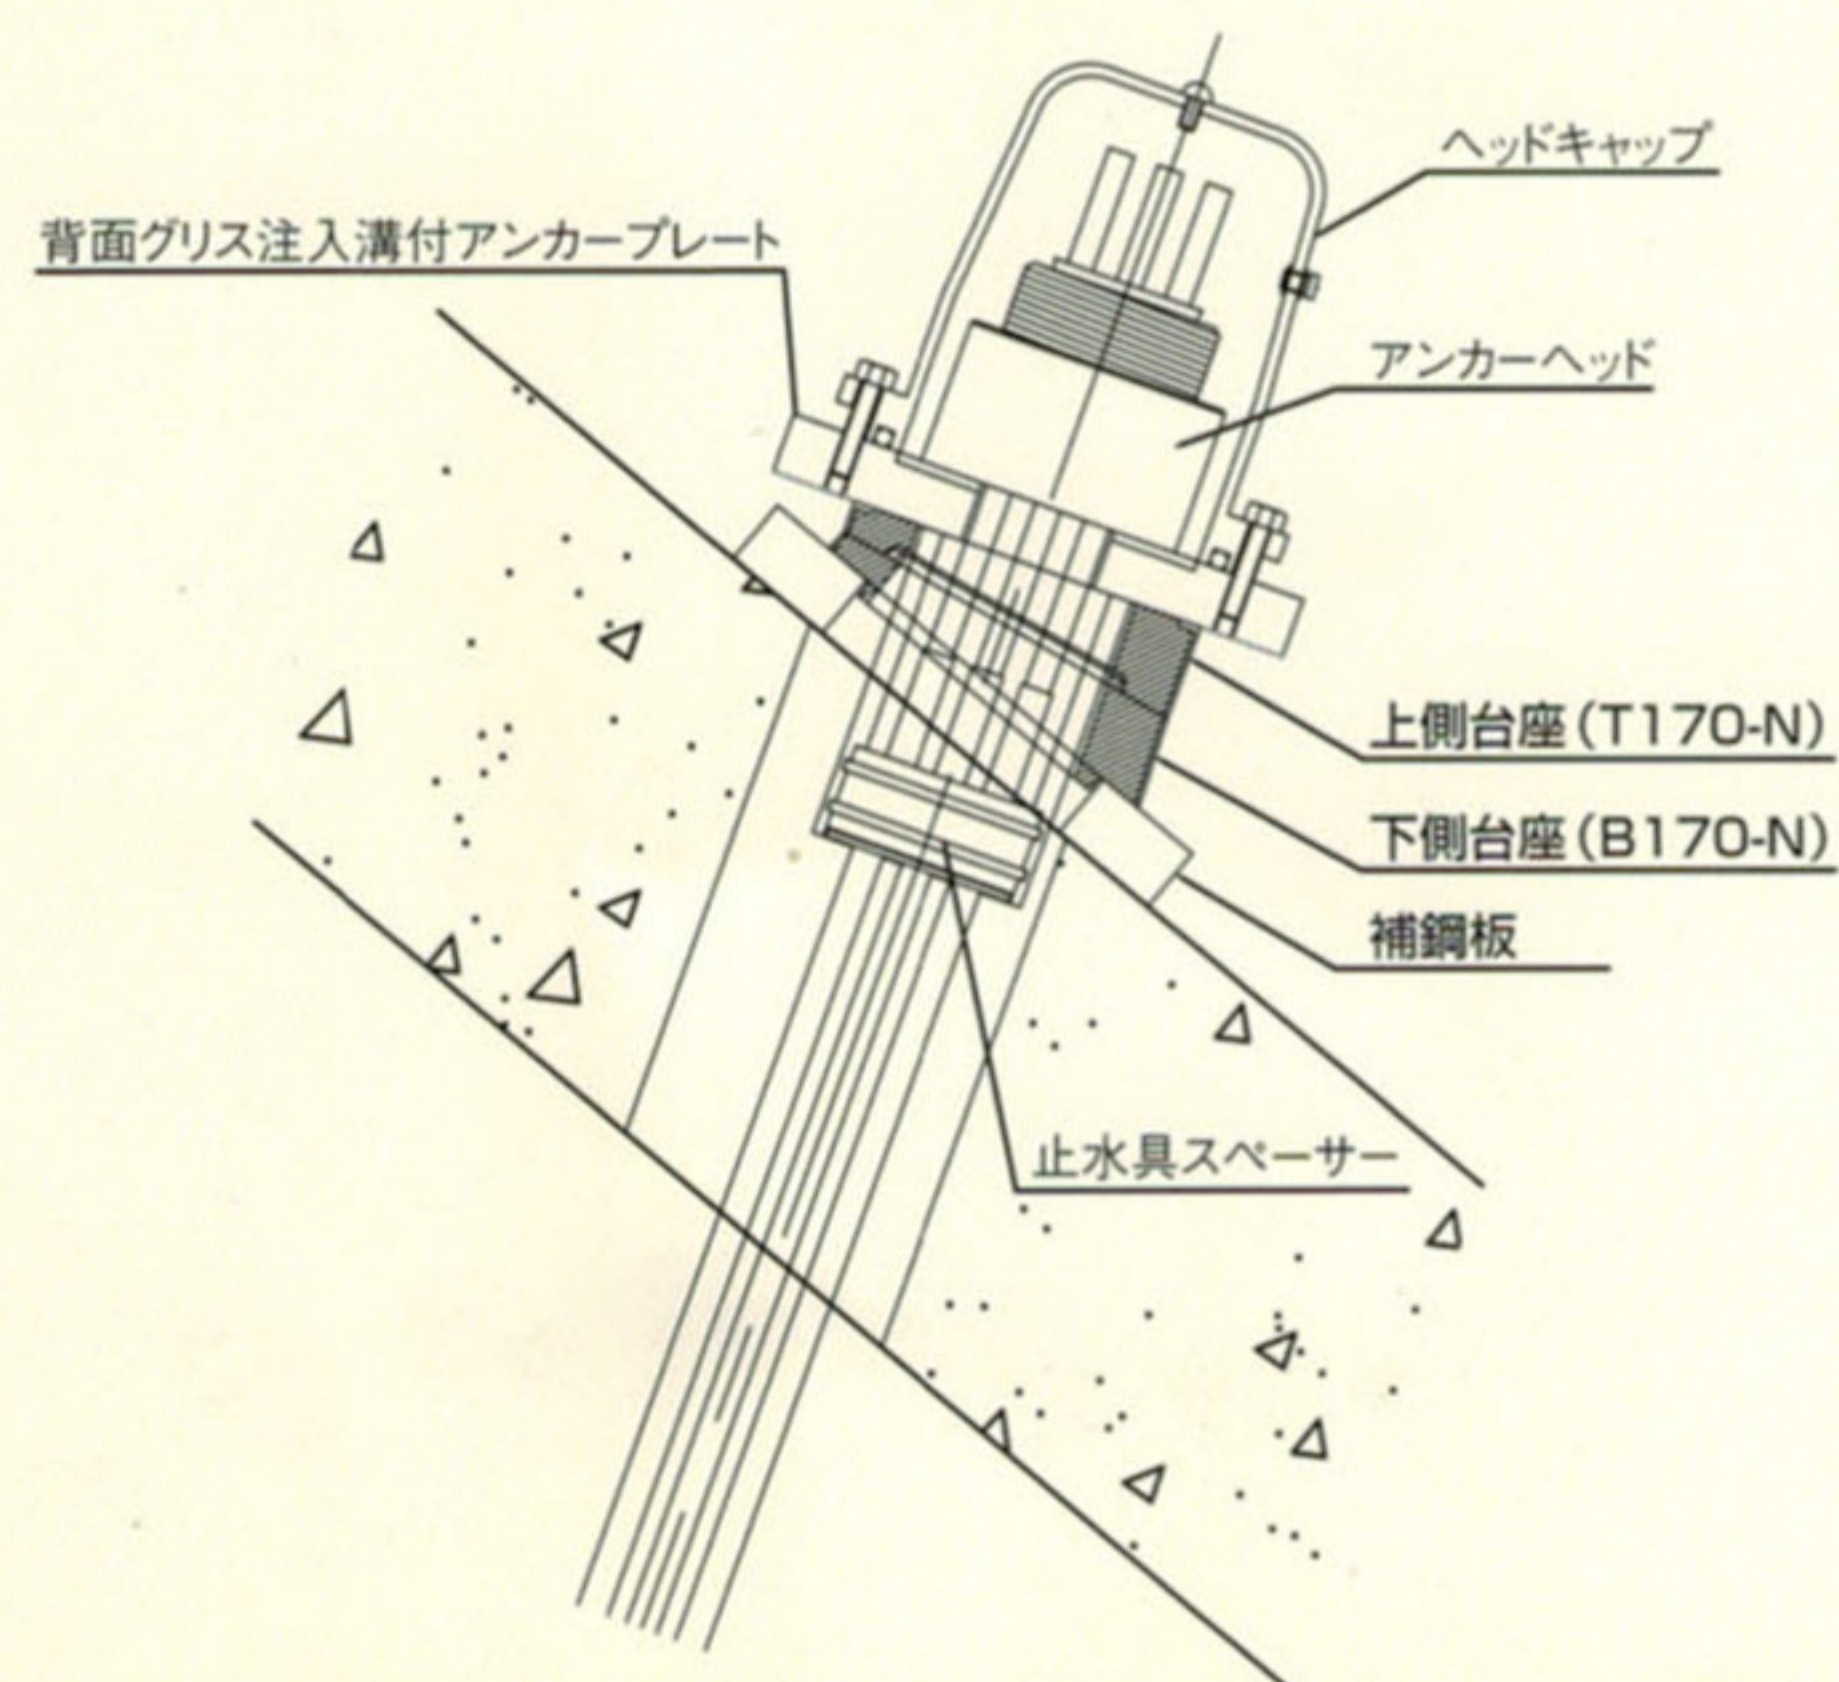 ヘッドキャップ
背面グリス注入溝付アンカープレート
アンカーヘッド
上側台座(T170-N)
下側台座(B170-N)
補鋼板
止水具スペーサー